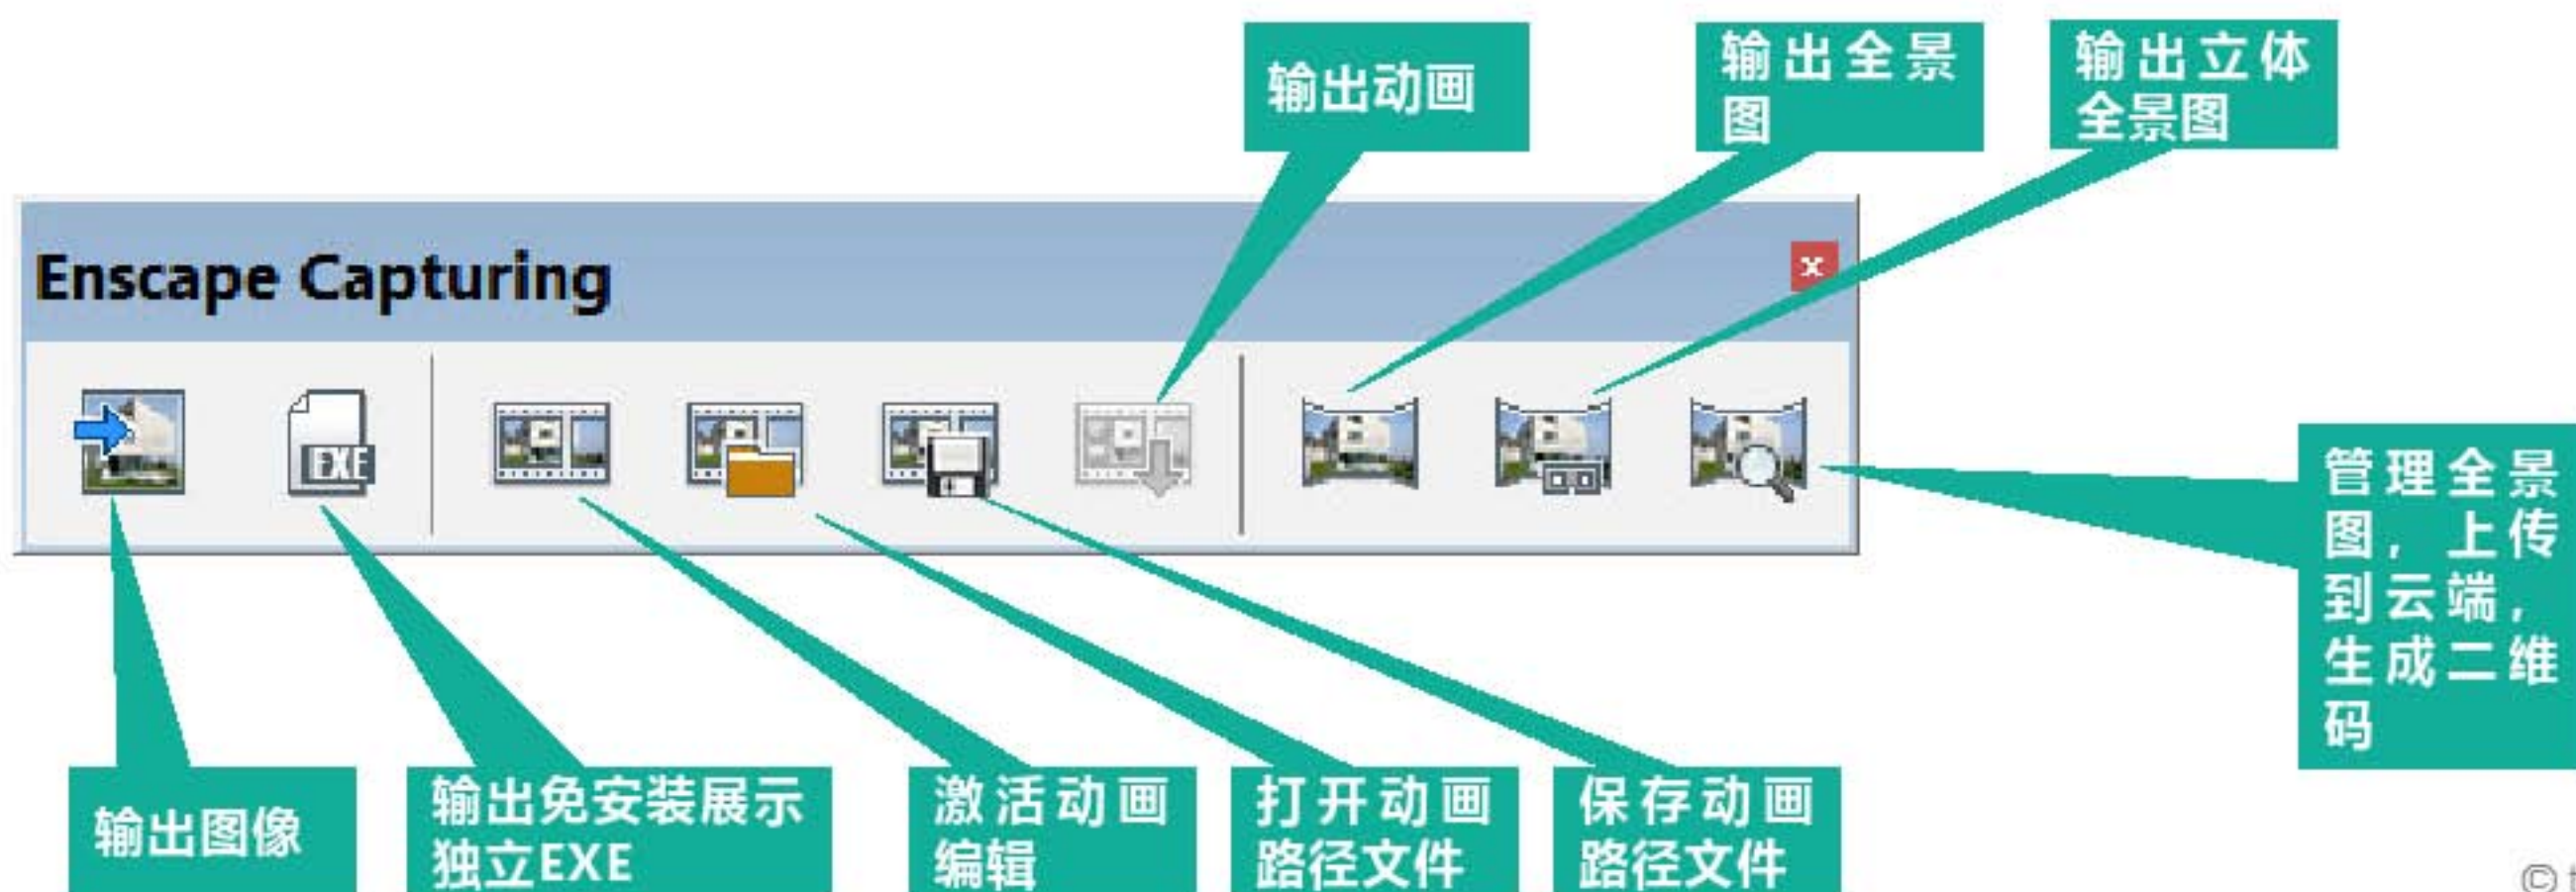 输出动画
输出全景
图
输出立体
全景图
Enscape Capturing
x
EXE
管理全景
图，上传
到云端，
生成二维
码
输出图像
输出免安装展示
独立EXE
激活动画
编辑
打开动画
路径文件
保存动画
路径文件
©